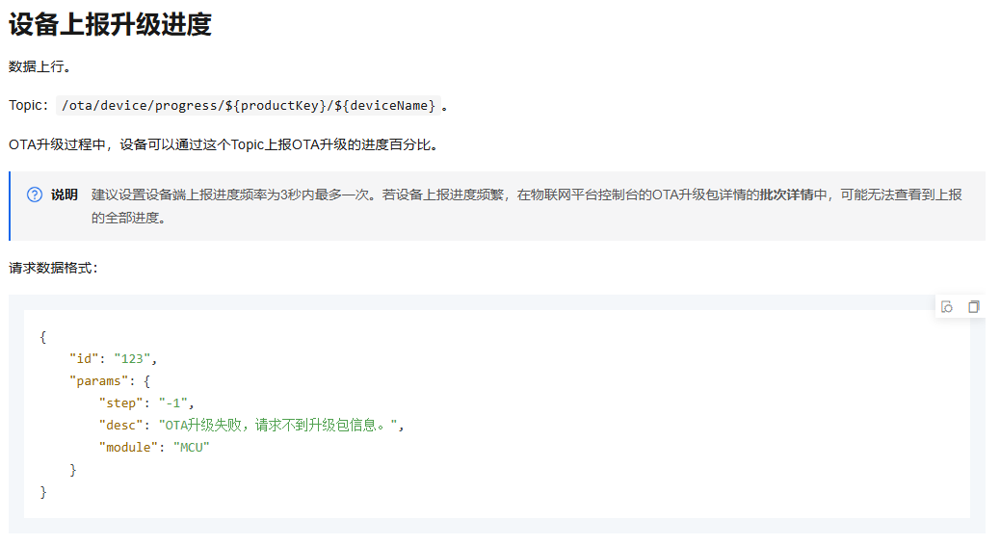 设备上报升级进度
数据上行。
Topic：/ota/device/progress/${productKey}/${deviceName}。
OTA升级过程中，设备可以通过这个Topic上报OTA升级的进度百分比。
说明 建议设置设备端上报进度频率为3秒内最多一次。若设备上报进度频繁，在物联网平台控制台的OTA升级包详情的批次详情中，可能无法查看到上报
的全部进度。
请求数据格式：
{
    "id": "123",
    "params": {
        "step": "-1",
        "desc": "OTA升级失败，请求不到升级包信息。",
        "module": "MCU"
    }
}